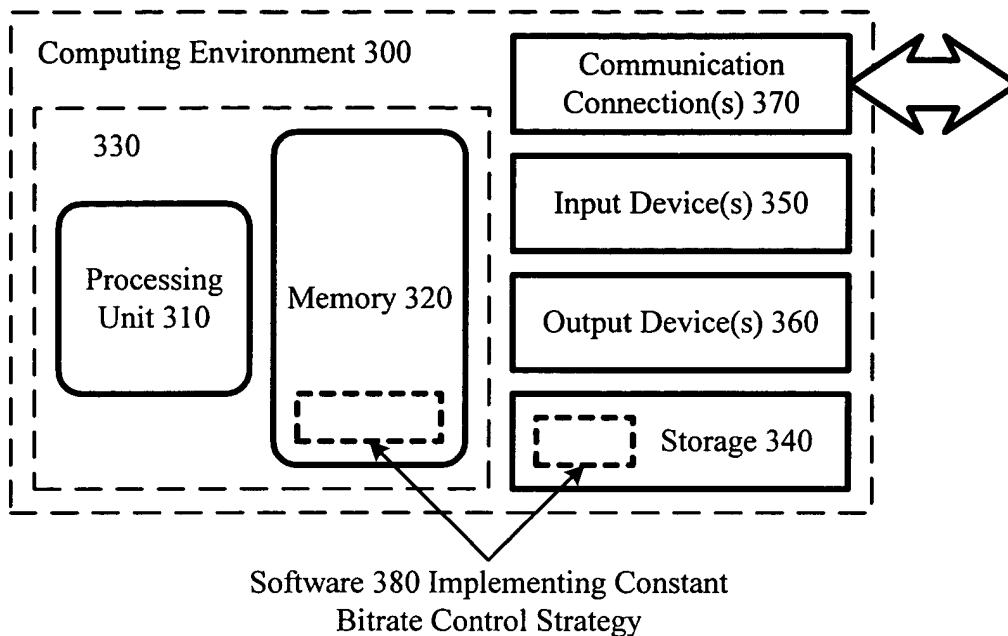 Computing Environment 300
Communication
Connection(s) 370
330
Input Device(s) 350
Processing
Unit 310
Memory 320
Output Device(s) 360
Storage 340
Software 380 Implementing Constant
Bitrate Control Strategy